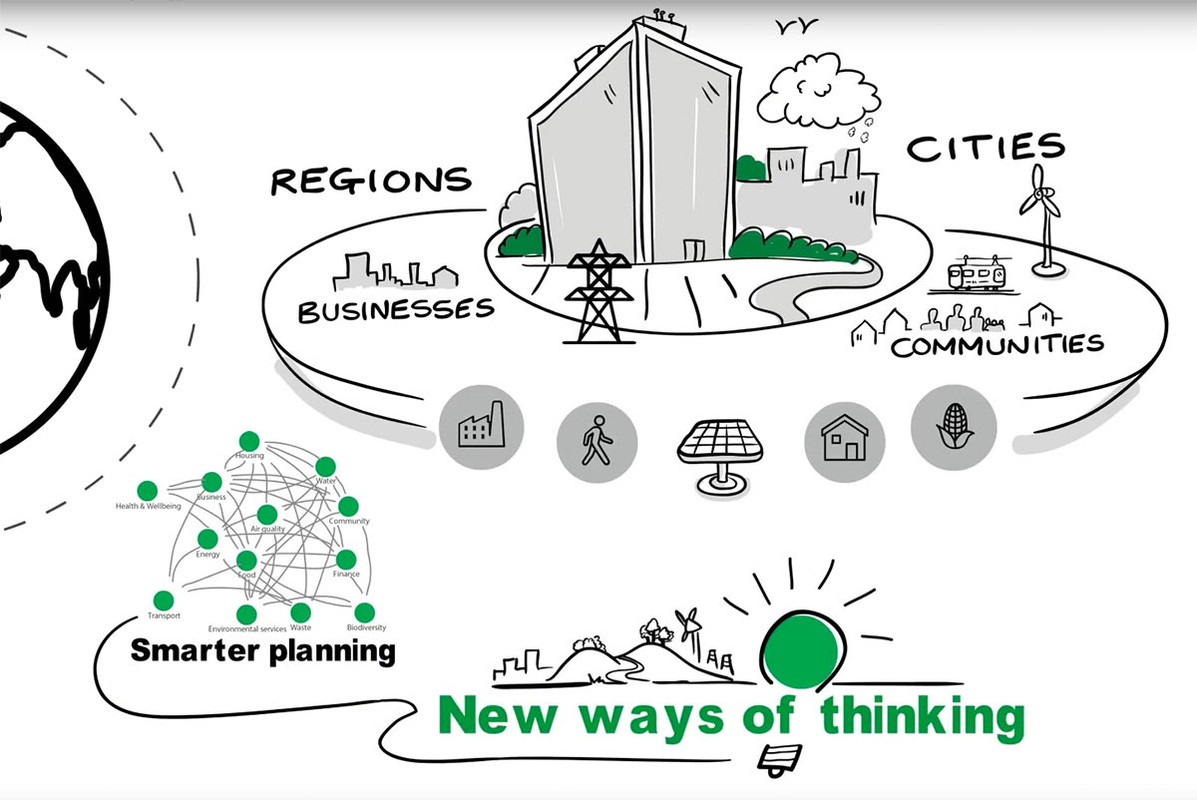 CITIES
REGIONS
BUSINESSES
COMMUNITIES
Housing
Water
Health & Wellbeing
Business
Community
Air quality
Energy
Food
Finance
Transport
Environmental services
Waste
Biodiversity
Smarter planning
New ways of thinking